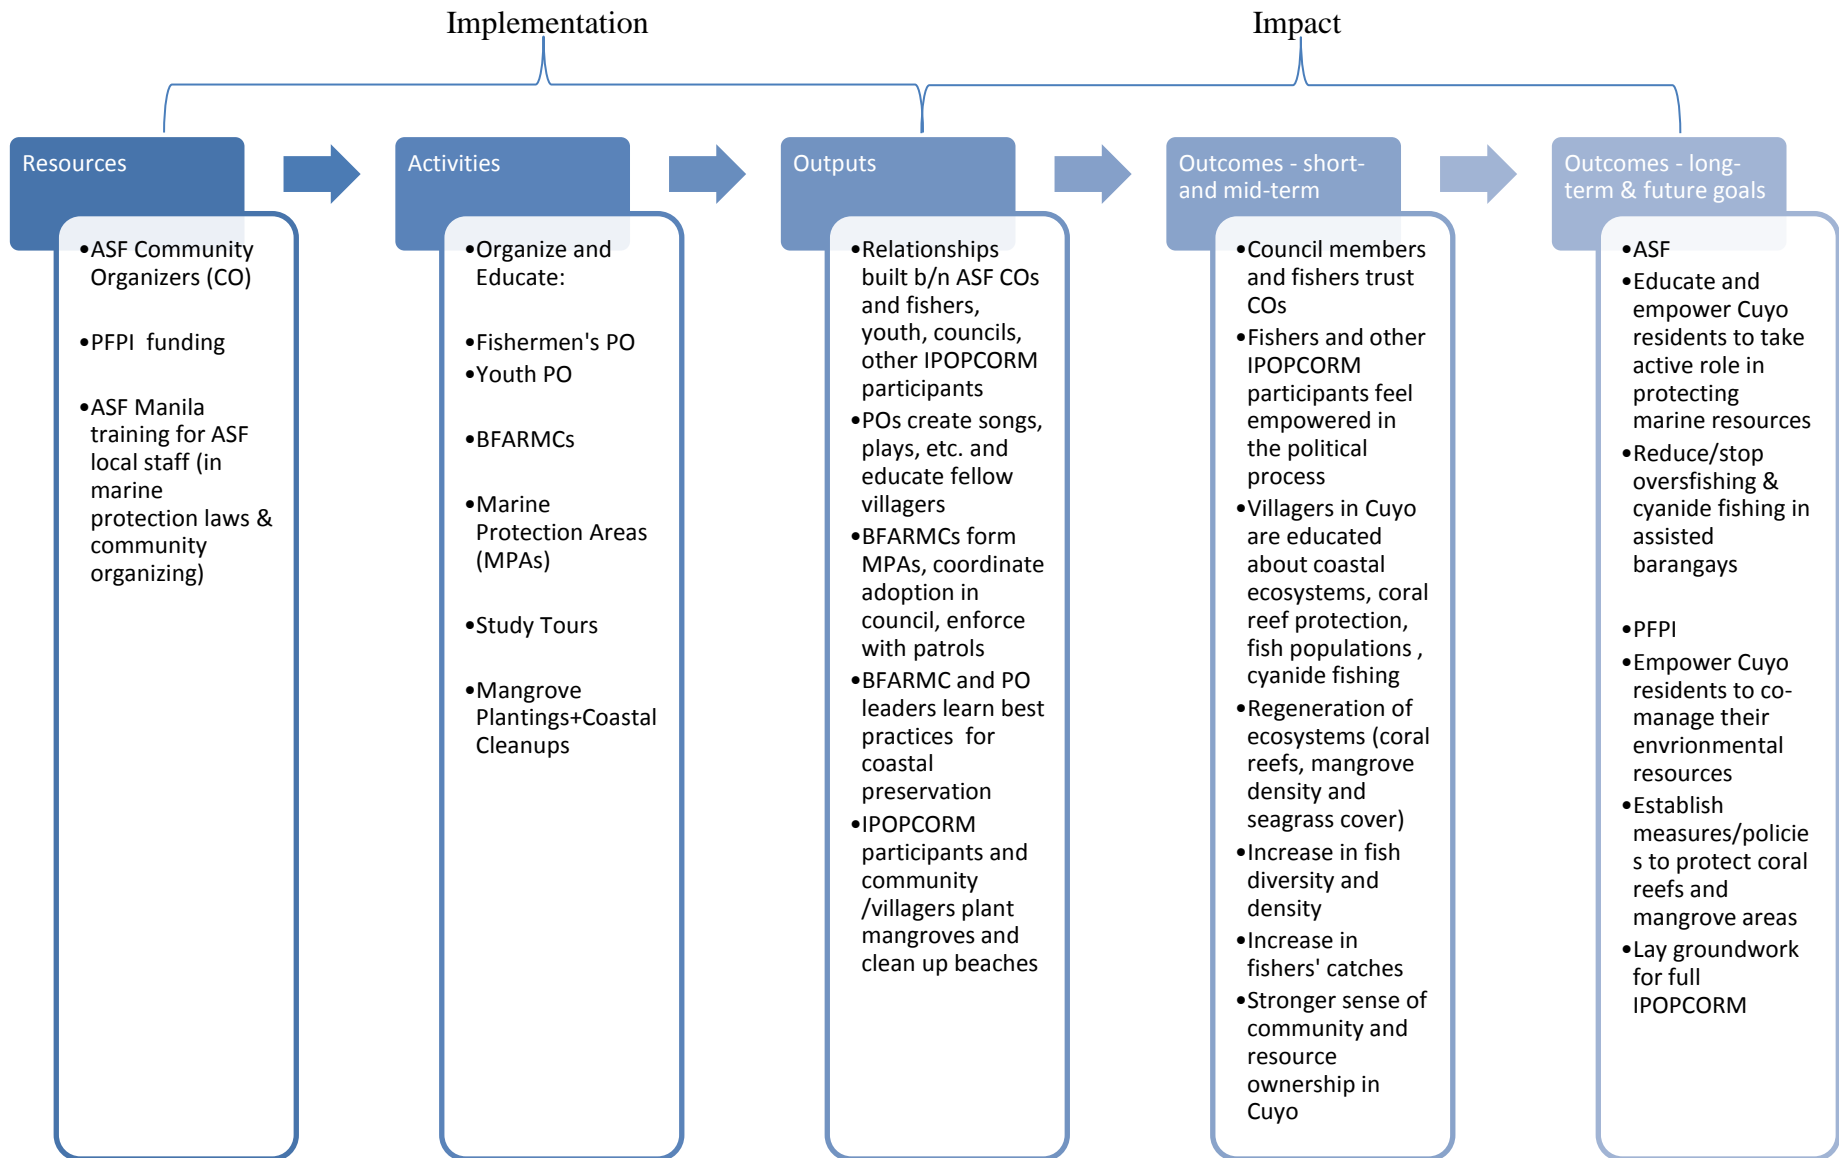 Implementation
Impact
Resources
•ASF Community
Organizers (CO)
•PFPI  funding
•ASF Manila
training for ASF
local staff (in
marine
protection laws &
community
organizing)
Activities
•Organize and
Educate:
•Fishermen's PO
•Youth PO
•BFARMCs
•Marine
Protection Areas
(MPAs)
•Study Tours
•Mangrove
Plantings+Coastal
Cleanups
Outputs
•Relationships
built b/n ASF COs
and fishers,
youth, councils,
other IPOPCORM
participants
•POs create songs,
plays, etc. and
educate fellow
villagers
•BFARMCs form
MPAs, coordinate
adoption in
council, enforce
with patrols
•BFARMC and PO
leaders learn best
practices  for
coastal
preservation
•IPOPCORM
participants and
community
/villagers plant
mangroves and
clean up beaches
Outcomes - short-
and mid-term
•Council members
and fishers trust
COs
•Fishers and other
IPOPCORM
participants feel
empowered in
the political
process
•Villagers in Cuyo
are educated
about coastal
ecosystems, coral
reef protection,
fish populations ,
cyanide fishing
•Regeneration of
ecosystems (coral
reefs, mangrove
density and
seagrass cover)
•Increase in fish
diversity and
density
•Increase in
fishers' catches
•Stronger sense of
community and
resource
ownership in
Cuyo
Outcomes - long-
term & future goals
•ASF
•Educate and
empower Cuyo
residents to take
active role in
protecting
marine resources
•Reduce/stop
oversfishing &
cyanide fishing in
assisted
barangays
•PFPI
•Empower Cuyo
residents to co-
manage their
envrionmental
resources
•Establish
measures/policie
s to protect coral
reefs and
mangrove areas
•Lay groundwork
for full
IPOPCORM